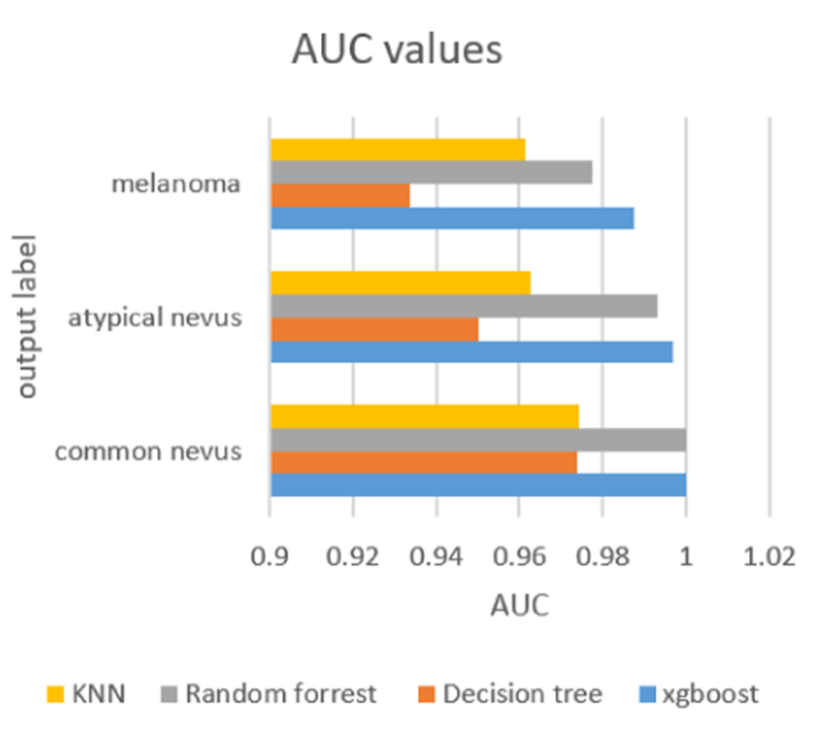 AUC values
output label
melanoma
atypical nevus
common nevus
0.9 0.92 0.94 0.96 0.98 1 1.02
AUC
KNN Random forrest Decision tree xgboost